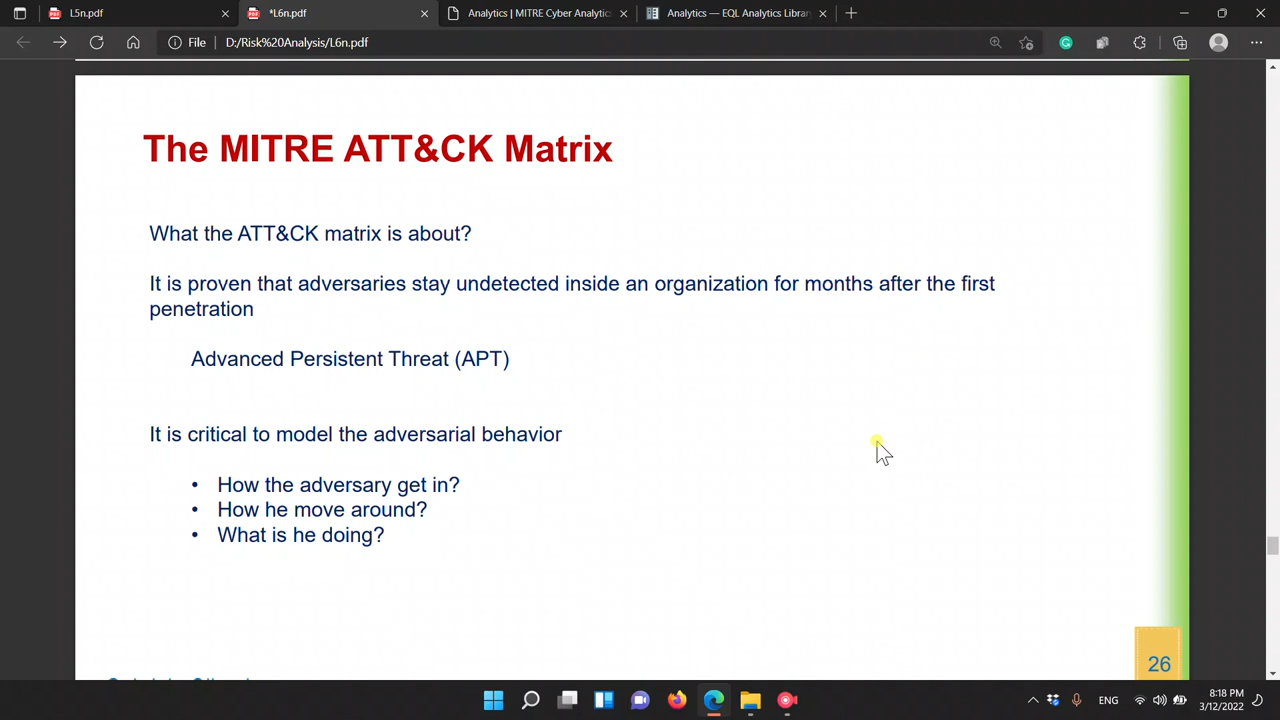 L5n.pdf
*L6n.pdf
Analytics | MITRE Cyber Analytic
Analytics — EQL Analytics Librar
File
D:/Risk%20Analysis/L6n.pdf
The MITRE ATT&CK Matrix
What the ATT&CK matrix is about?
It is proven that adversaries stay undetected inside an organization for months after the first
penetration
Advanced Persistent Threat (APT)
It is critical to model the adversarial behavior
• How the adversary get in?
• How he move around?
• What is he doing?
26
ENG
8:18 PM
3/12/2022